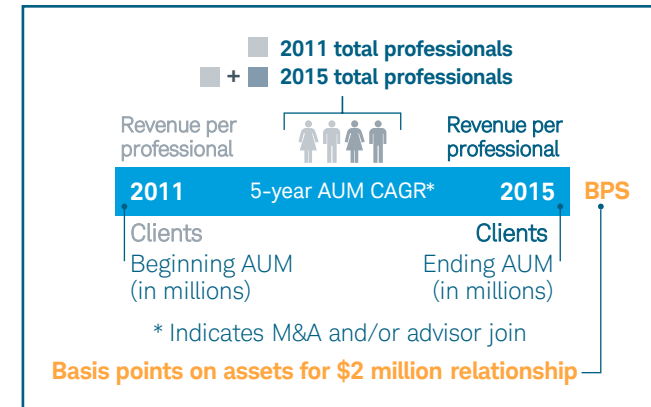 2011 total professionals
+ 2015 total professionals
Revenue per
professional
Revenue per
professional
2011 5-year AUM CAGR* 2015 BPS
Clients
Beginning AUM
(in millions)
Clients
Ending AUM
(in millions)
* Indicates M&A and/or advisor join
Basis points on assets for $2 million relationship